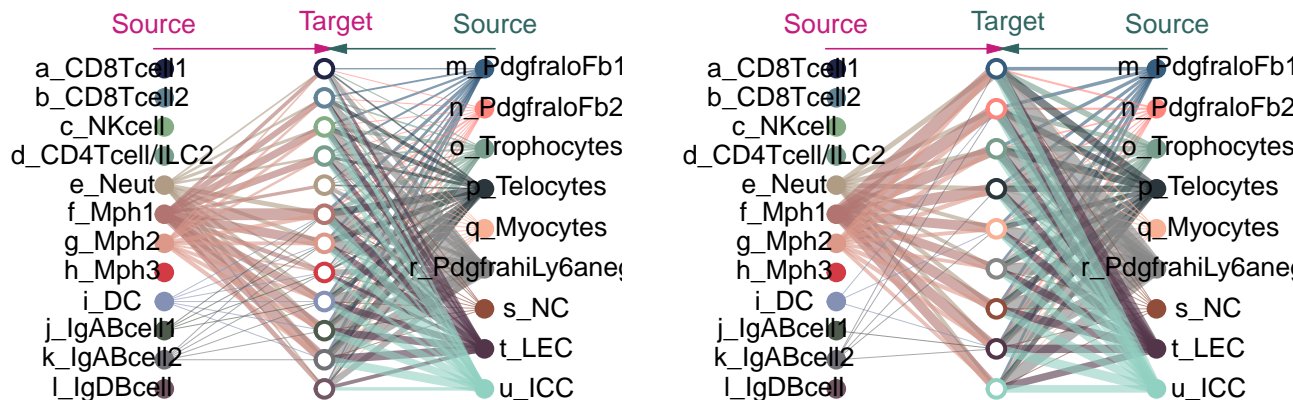 Source Target Source
a_CD8Tcell1
b_CD8Tcell2
c_NKcell
d_CD4Tcell/ILC2
e_Neut
f_Mph1
g_Mph2
h_Mph3
i_DC
j_IgABcell1
k_IgABcell2
l_IgDBcell
m_PdgfraloFb1
n_PdgfraloFb2
o_Trophocytes
p_Telocytes
q_Myocytes
r_PdgfrahiLy6aneg
s_NC
t_LEC
u_ICC
Source Target Source
a_CD8Tcell1
b_CD8Tcell2
c_NKcell
d_CD4Tcell/ILC2
e_Neut
f_Mph1
g_Mph2
h_Mph3
i_DC
j_IgABcell1
k_IgABcell2
l_IgDBcell
m_PdgfraloFb1
n_PdgfraloFb2
o_Trophocytes
p_Telocytes
q_Myocytes
r_PdgfrahiLy6aneg
s_NC
t_LEC
u_ICC